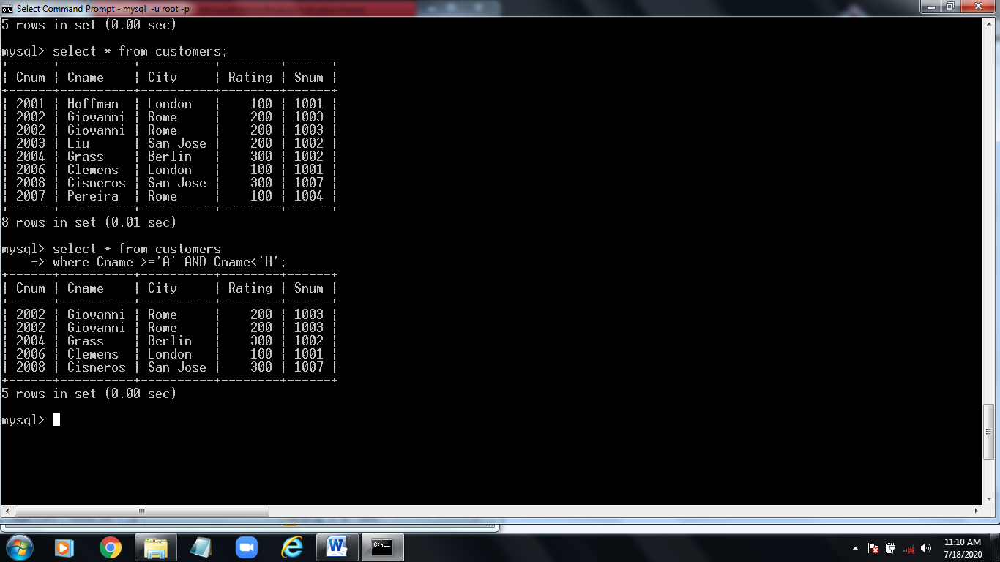 Select Command Prompt - mysql -u root -p
5 rows in set (0.00 sec)
mysql> select * from customers;
+------+----------+----------+--------+------+
| Cnum | Cname    | City     | Rating | Snum |
+------+----------+----------+--------+------+
| 2001 | Hoffman  | London   |    100 | 1001 |
| 2002 | Giovanni | Rome     |    200 | 1003 |
| 2002 | Giovanni | Rome     |    200 | 1003 |
| 2003 | Liu      | San Jose |    200 | 1002 |
| 2004 | Grass    | Berlin   |    300 | 1002 |
| 2006 | Clemens  | London   |    100 | 1001 |
| 2008 | Cisneros | San Jose |    300 | 1007 |
| 2007 | Pereira  | Rome     |    100 | 1004 |
+------+----------+----------+--------+------+
8 rows in set (0.01 sec)
mysql> select * from customers
    -> where Cname >='A' AND Cname<'H';
+------+----------+----------+--------+------+
| Cnum | Cname    | City     | Rating | Snum |
+------+----------+----------+--------+------+
| 2002 | Giovanni | Rome     |    200 | 1003 |
| 2002 | Giovanni | Rome     |    200 | 1003 |
| 2004 | Grass    | Berlin   |    300 | 1002 |
| 2006 | Clemens  | London   |    100 | 1001 |
| 2008 | Cisneros | San Jose |    300 | 1007 |
+------+----------+----------+--------+------+
5 rows in set (0.00 sec)
mysql>
11:10 AM
7/18/2020